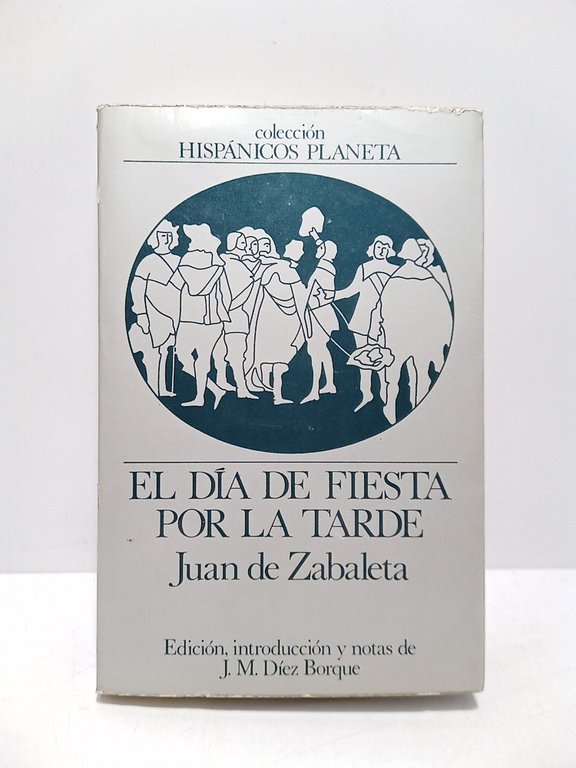 colección
HISPÁNICOS PLANETA
EL DÍA DE FIESTA
POR LA TARDE
Juan de Zabaleta
Edición, introducción y notas de
J. M. Díez Borque